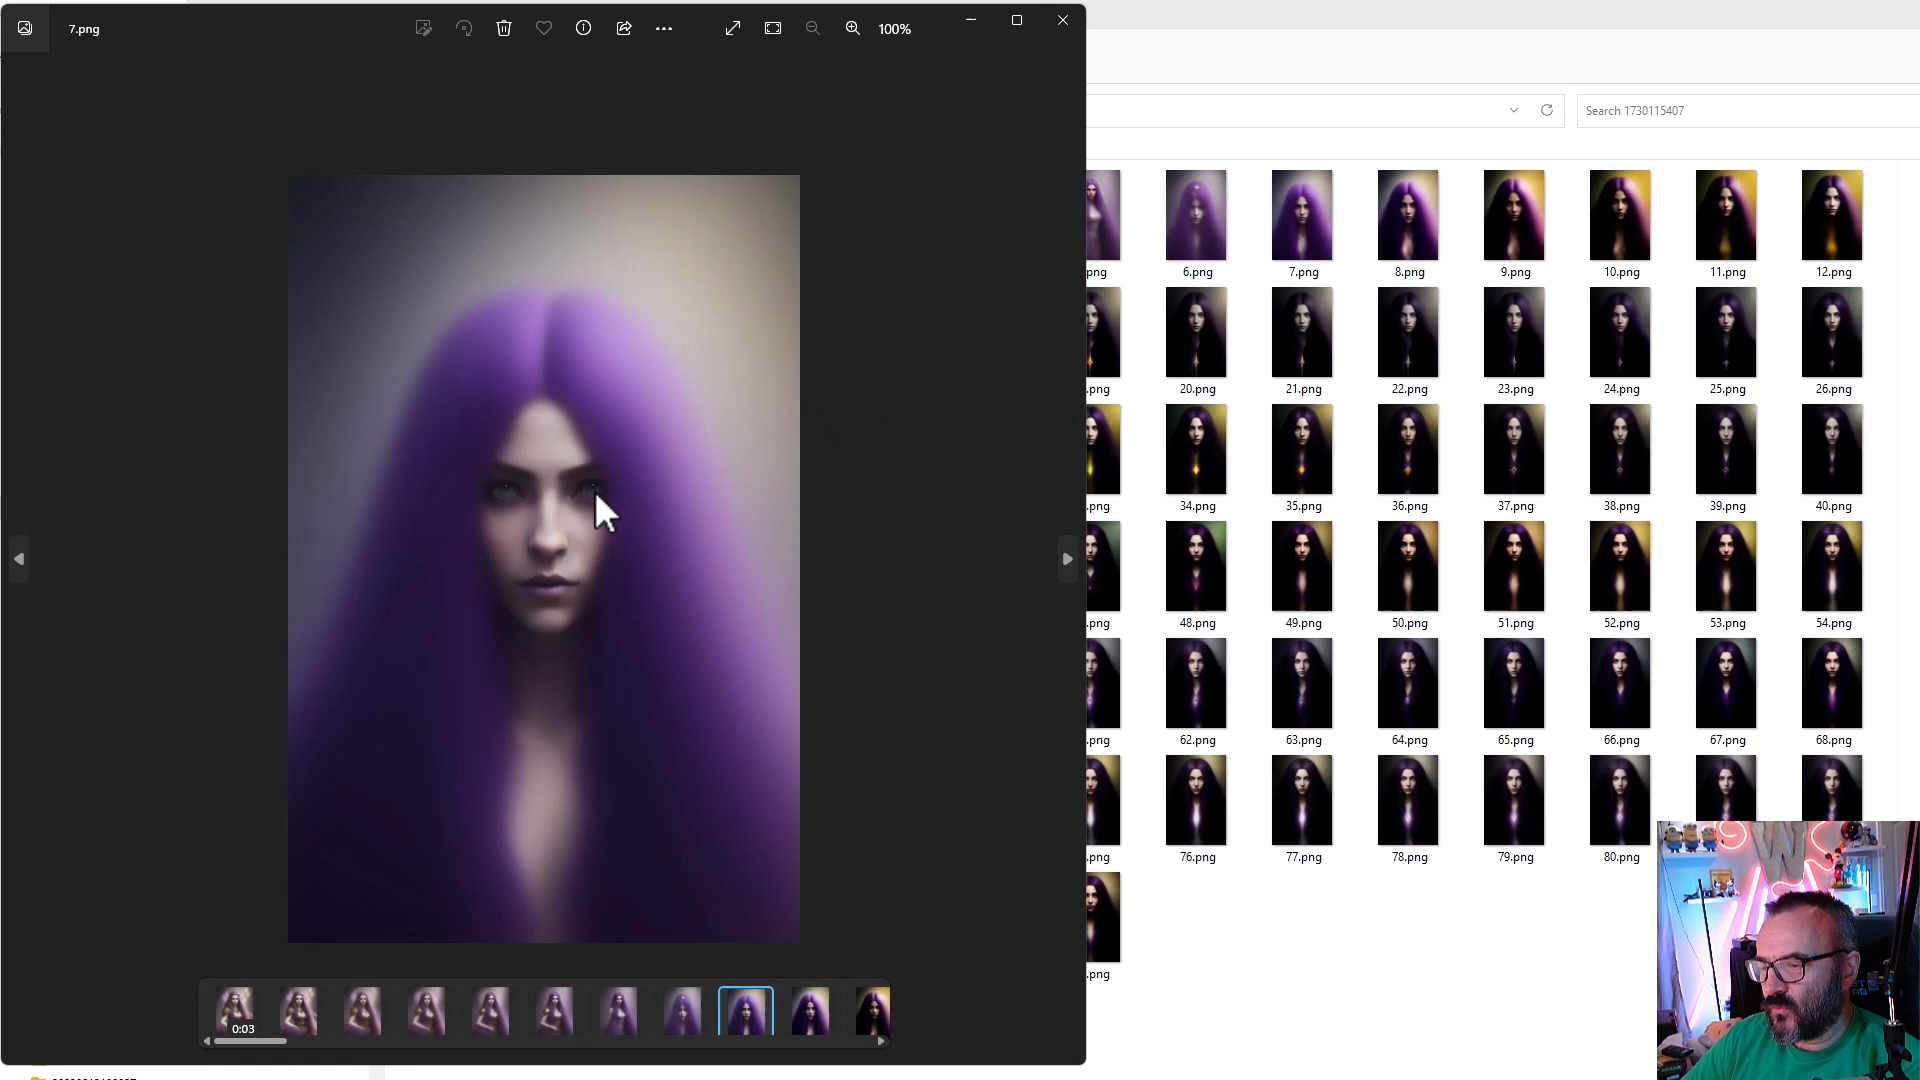 7.png
100%
Search 1730115407
png
6.png
7.png
8.png
9.png
10.png
11.png
12.png
.png
20.png
21.png
22.png
23.png
24.png
25.png
26.png
.png
34.png
35.png
36.png
37.png
38.png
39.png
40.png
.png
48.png
49.png
50.png
51.png
52.png
53.png
54.png
.png
62.png
63.png
64.png
65.png
66.png
67.png
68.png
.png
76.png
77.png
78.png
79.png
80.png
.png
0:03